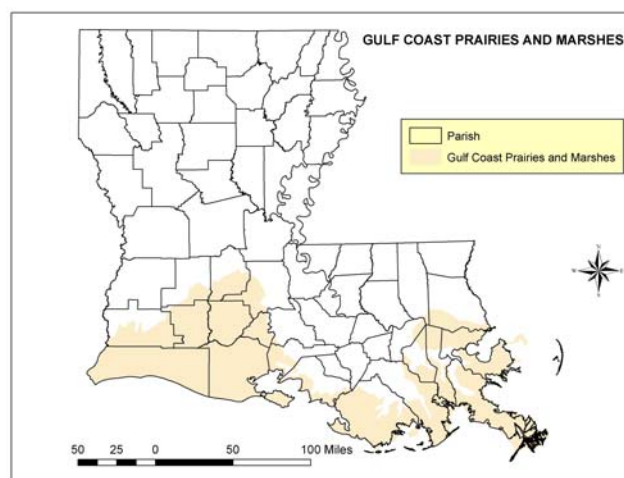 GULF COAST PRAIRIES AND MARSHES
Parish
Gulf Coast Prairies and Marshes
N
W E
S
50 25 0 50 100 Miles